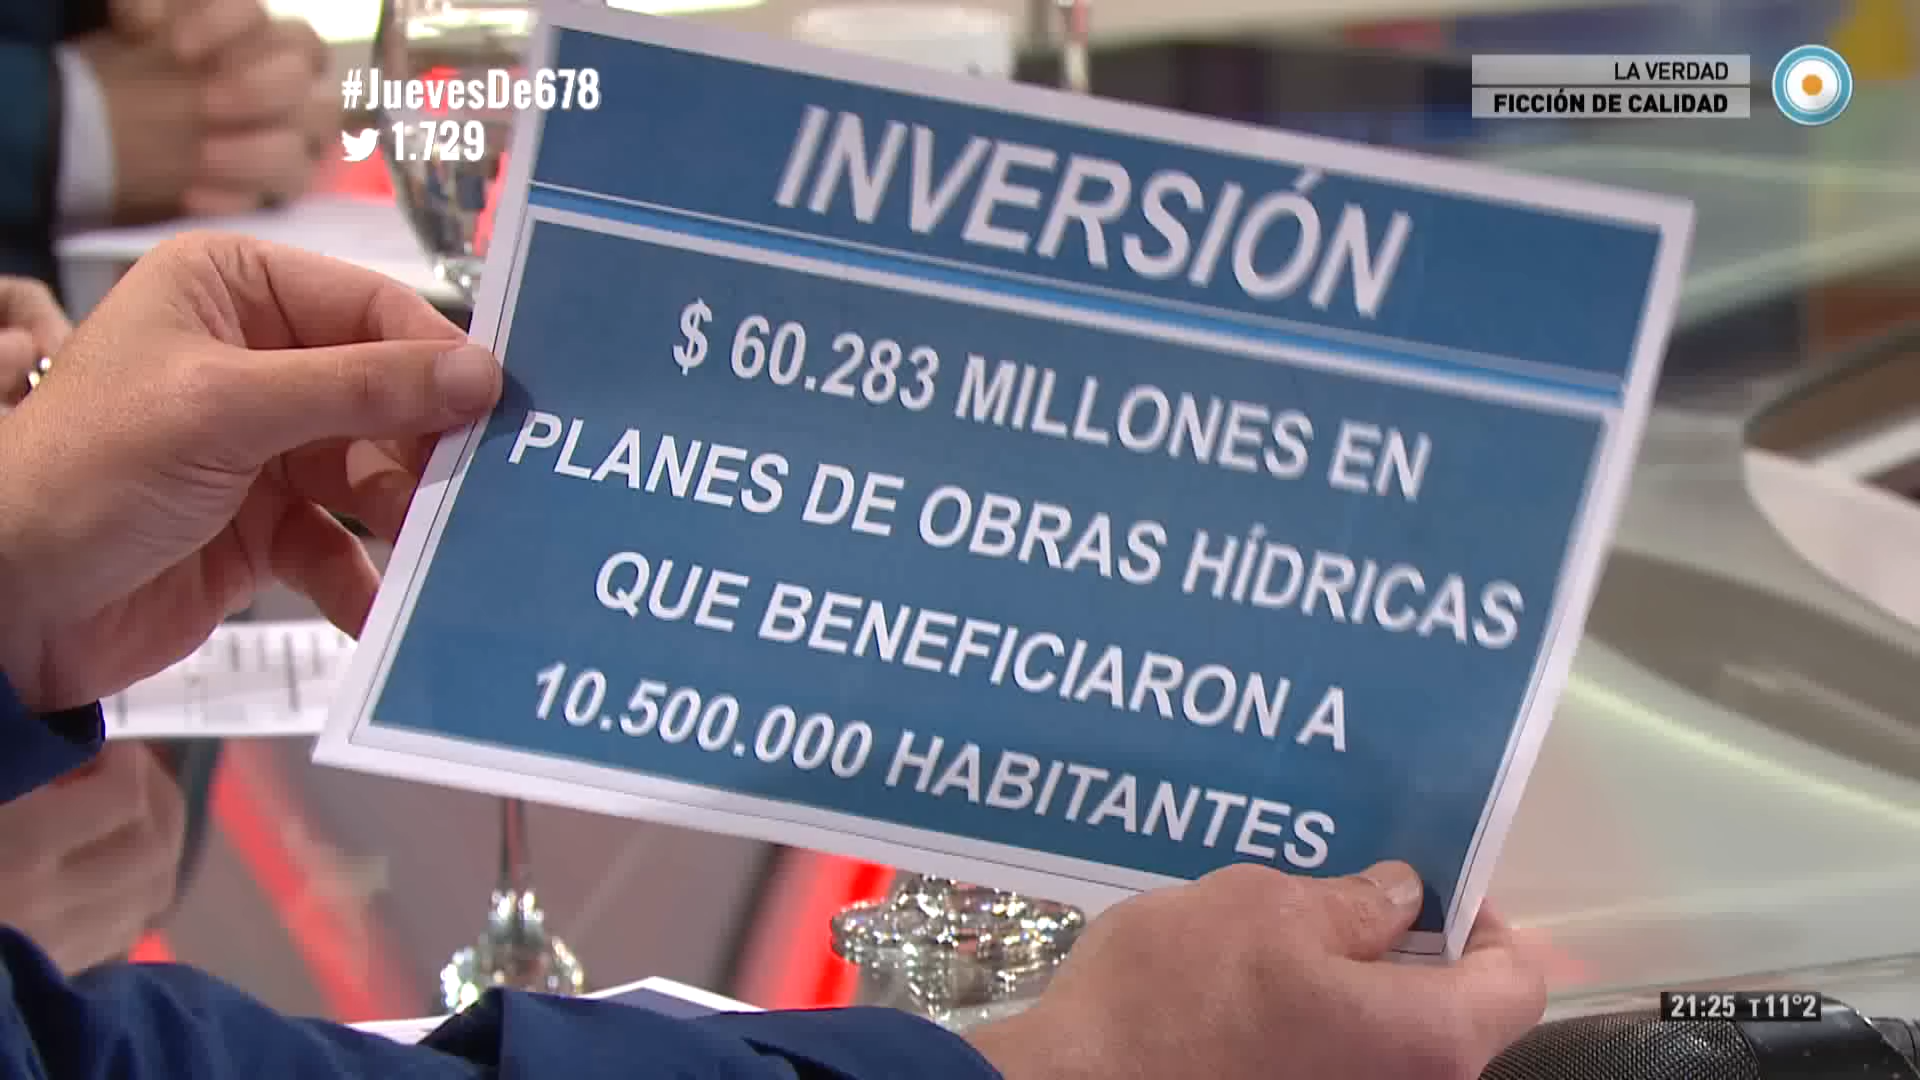 #JuevesDe678
1.729
LA VERDAD
FICCIÓN DE CALIDAD
INVERSIÓN
$ 60.283 MILLONES EN
PLANES DE OBRAS HÍDRICAS
QUE BENEFICIARON A
10.500.000 HABITANTES
21:25 T11°2